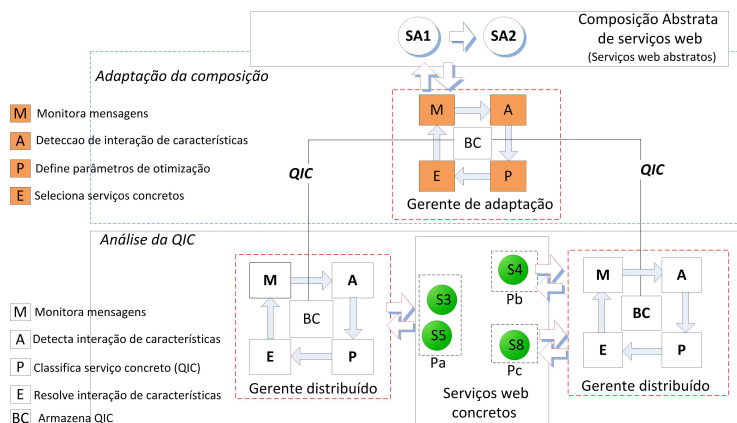 Composição Abstrata
de serviços web
(Serviços web abstratos)
SA1
SA2
Adaptação da composição
M Monitora mensagens
A Deteccao de interação de características
P Define parâmetros de otimização
E Seleciona serviços concretos
M
A
BC
E
P
Gerente de adaptação
QIC
QIC
Análise da QIC
M
A
BC
E
P
Gerente distribuído
S3
S5
Pa
S4
Pb
S8
Pc
Serviços web
concretos
M
A
BC
E
P
Gerente distribuído
M Monitora mensagens
A Detecta interação de características
P Classifica serviço concreto (QIC)
E Resolve interação de características
BC Armazena QIC